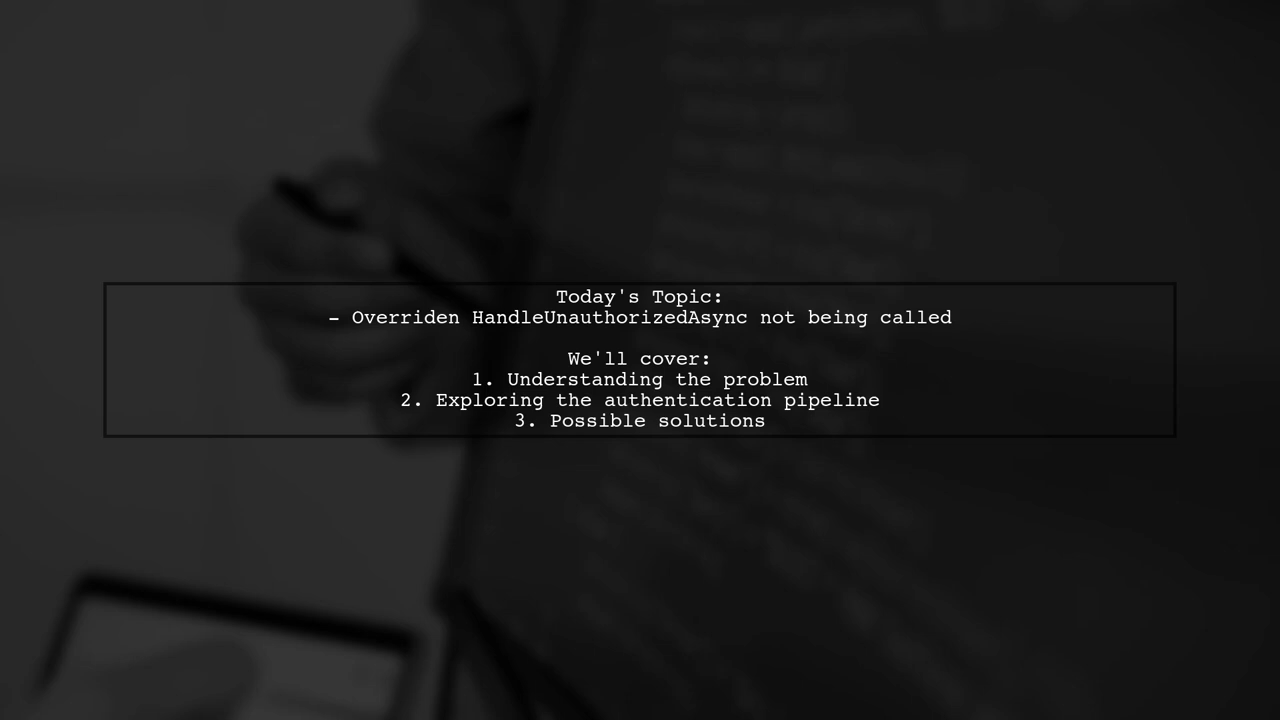 Today's Topic:
- Overriden HandleUnauthorizedAsync not being called
We'll cover:
1. Understanding the problem
2. Exploring the authentication pipeline
3. Possible solutions